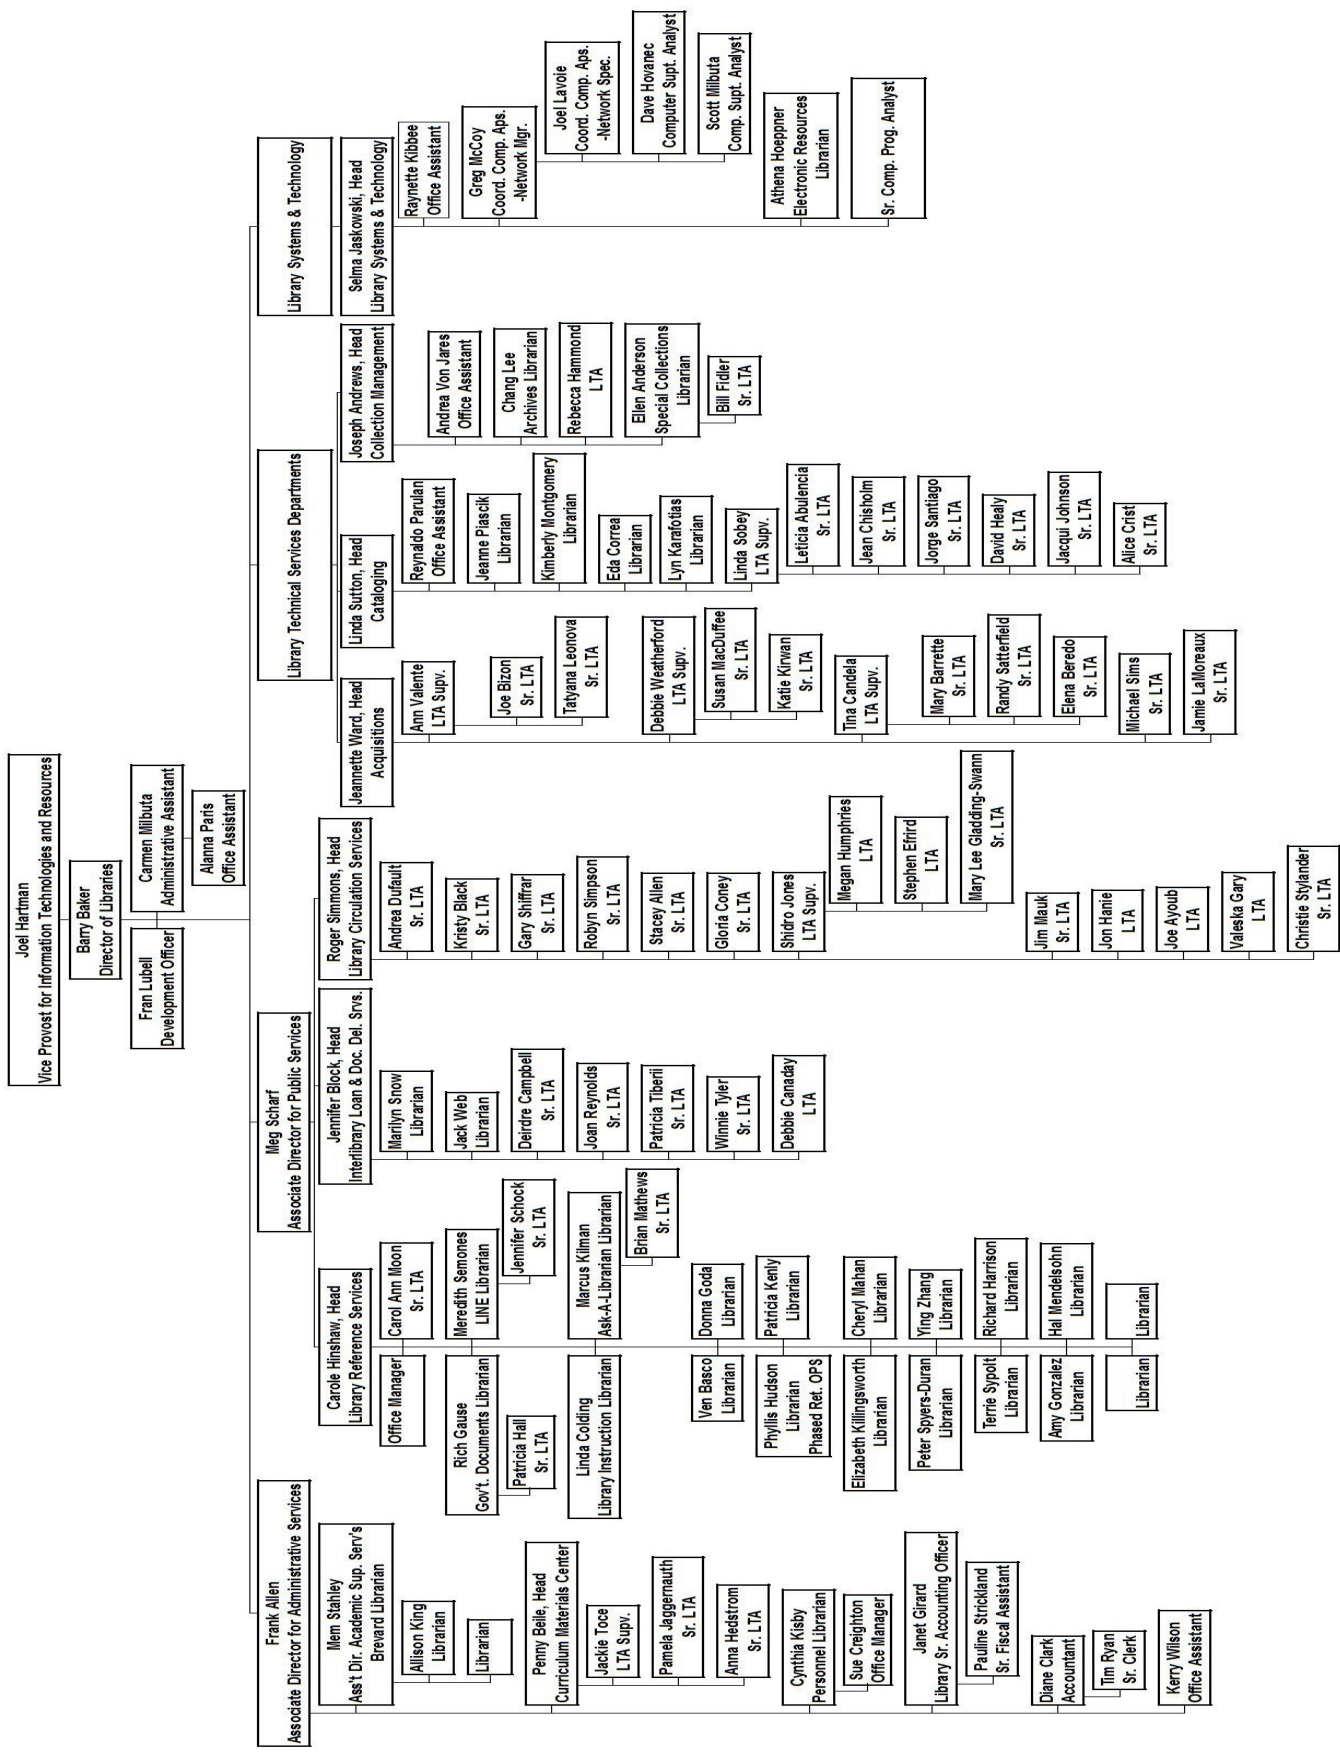 Joel Hartman
Vice Provost for Information Technologies and Resources
Barry Baker
Director of Libraries
Fran Lubell
Development Officer
Carmen Milbuta
Administrative Assistant
Alanna Paris
Office Assistant
Frank Allen
Associate Director for Administrative Services
Mem Stahley
Ass't Dir. Academic Sup. Serv's
Brevard Librarian
Allison King
Librarian
Librarian
Penny Beile, Head
Curriculum Materials Center
Jackie Toce
LTA Supv.
Pamela Jaggernauth
Sr. LTA
Anna Hedstrom
Sr. LTA
Cynthia Kisby
Personnel Librarian
Sue Creighton
Office Manager
Janet Girard
Library Sr. Accounting Officer
Pauline Strickland
Sr. Fiscal Assistant
Diane Clark
Accountant
Tim Ryan
Sr. Clerk
Kerry Wilson
Office Assistant
Meg Scharf
Associate Director for Public Services
Carole Hinshaw, Head
Library Reference Services
Office Manager
Carol Ann Moon
Sr. LTA
Rich Gause
Gov't. Documents Librarian
Patricia Hall
Sr. LTA
Meredith Semones
LINE Librarian
Jennifer Schock
Sr. LTA
Linda Colding
Library Instruction Librarian
Marcus Kilman
Ask-A-Librarian Librarian
Brian Mathews
Sr. LTA
Ven Basco
Librarian
Donna Goda
Librarian
Phyllis Hudson
Librarian
Phased Ret. OPS
Patricia Kenly
Librarian
Elizabeth Killingsworth
Librarian
Cheryl Mahan
Librarian
Peter Spyers-Duran
Librarian
Ying Zhang
Librarian
Terrie Sypolt
Librarian
Richard Harrison
Librarian
Amy Gonzalez
Librarian
Hal Mendelsohn
Librarian
Librarian
Librarian
Jennifer Block, Head
Interlibrary Loan & Doc. Del. Srvs.
Marilyn Snow
Librarian
Jack Web
Librarian
Deirdre Campbell
Sr. LTA
Joan Reynolds
Sr. LTA
Patricia Tiberii
Sr. LTA
Winnie Tyler
Sr. LTA
Debbie Canaday
LTA
Roger Simmons, Head
Library Circulation Services
Andrea Dufault
Sr. LTA
Kristy Black
Sr. LTA
Gary Shiffrar
Sr. LTA
Robyn Simpson
Sr. LTA
Stacey Allen
Sr. LTA
Gloria Coney
Sr. LTA
Shidro Jones
LTA Supv.
Megan Humphries
LTA
Stephen Efrird
LTA
Mary Lee Gladding-Swann
Sr. LTA
Jim Mauk
Sr. LTA
Jon Hanie
LTA
Joe Ayoub
LTA
Valeska Gary
LTA
Christie Stylander
Sr. LTA
Library Technical Services Departments
Jeannette Ward, Head
Acquisitions
Ann Valente
LTA Supv.
Joe Bizon
Sr. LTA
Tatyana Leonova
Sr. LTA
Debbie Weatherford
LTA Supv.
Susan MacDuffee
Sr. LTA
Katie Kirwan
Sr. LTA
Tina Candela
LTA Supv.
Mary Barrette
Sr. LTA
Randy Satterfield
Sr. LTA
Elena Beredo
Sr. LTA
Michael Sims
Sr. LTA
Jamie LaMoreaux
Sr. LTA
Linda Sutton, Head
Cataloging
Reynaldo Parulan
Office Assistant
Jeanne Piascik
Librarian
Kimberly Montgomery
Librarian
Eda Correa
Librarian
Lyn Karafotias
Librarian
Linda Sobey
LTA Supv.
Leticia Abulencia
Sr. LTA
Jean Chisholm
Sr. LTA
Jorge Santiago
Sr. LTA
David Healy
Sr. LTA
Jacqui Johnson
Sr. LTA
Alice Crist
Sr. LTA
Joseph Andrews, Head
Collection Management
Andrea Von Jares
Office Assistant
Chang Lee
Archives Librarian
Rebecca Hammond
LTA
Ellen Anderson
Special Collections
Librarian
Bill Fidler
Sr. LTA
Library Systems & Technology
Selma Jaskowski, Head
Library Systems & Technology
Raynette Kibbee
Office Assistant
Greg McCoy
Coord. Comp. Aps.
-Network Mgr.
Joel Lavoie
Coord. Comp. Aps.
-Network Spec.
Dave Hovanec
Computer Supt. Analyst
Scott Milbuta
Comp. Supt. Analyst
Athena Hoeppner
Electronic Resources
Librarian
Sr. Comp. Prog. Analyst